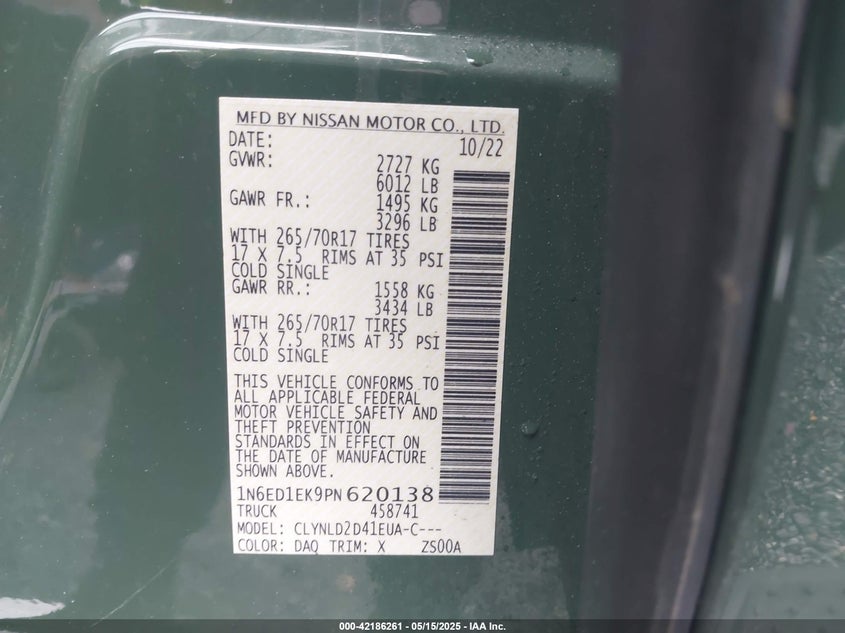 MFD BY NISSAN MOTOR CO., LTD.
DATE: 10/22
GVWR: 2727 KG
6012 LB
GAWR FR.: 1495 KG
3296 LB
WITH 265/70R17 TIRES
17 X 7.5 RIMS AT 35 PSI
COLD SINGLE
GAWR RR.: 1558 KG
3434 LB
WITH 265/70R17 TIRES
17 X 7.5 RIMS AT 35 PSI
COLD SINGLE
THIS VEHICLE CONFORMS TO
ALL APPLICABLE FEDERAL
MOTOR VEHICLE SAFETY AND
THEFT PREVENTION
STANDARDS IN EFFECT ON
THE DATE OF MANUFACTURE
SHOWN ABOVE.
1N6ED1EK9PN620138
TRUCK 458741
MODEL: CLYNLD2D41EUA-C---
COLOR: DAQ TRIM: X ZS00A
000-42186261 - 05/15/2025 - IAA Inc.